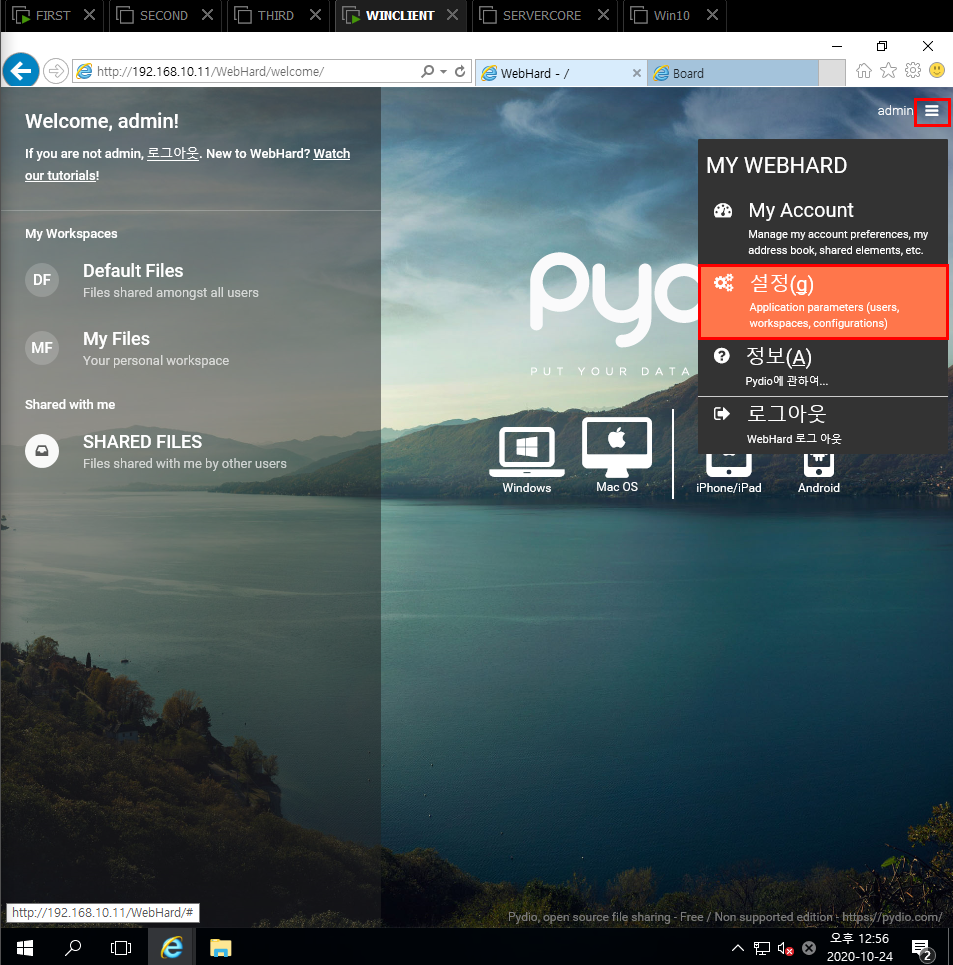 FIRST
SECOND
THIRD
WINCLIENT
SERVERCORE
Win10
http://192.168.10.11/WebHard/welcome/
WebHard - /
Board
Welcome, admin!
If you are not admin, 로그아웃. New to WebHard? Watch
our tutorials!
My Workspaces
DF
Default Files
Files shared amongst all users
MF
My Files
Your personal workspace
Shared with me
SHARED FILES
Files shared with me by other users
admin
MY WEBHARD
My Account
Manage my account preferences, my
address book, shared elements, etc.
설정(g)
Application parameters (users,
workspaces, configurations)
정보(A)
Pydio에 관하여...
로그아웃
WebHard 로그 아웃
PUT YOUR DATA
Windows
Mac OS
iPhone/iPad
Android
http://192.168.10.11/WebHard/#
Pydio, open source file sharing - Free / Non supported edition - https://pydio.com/
오후 12:56
2020-10-24
2